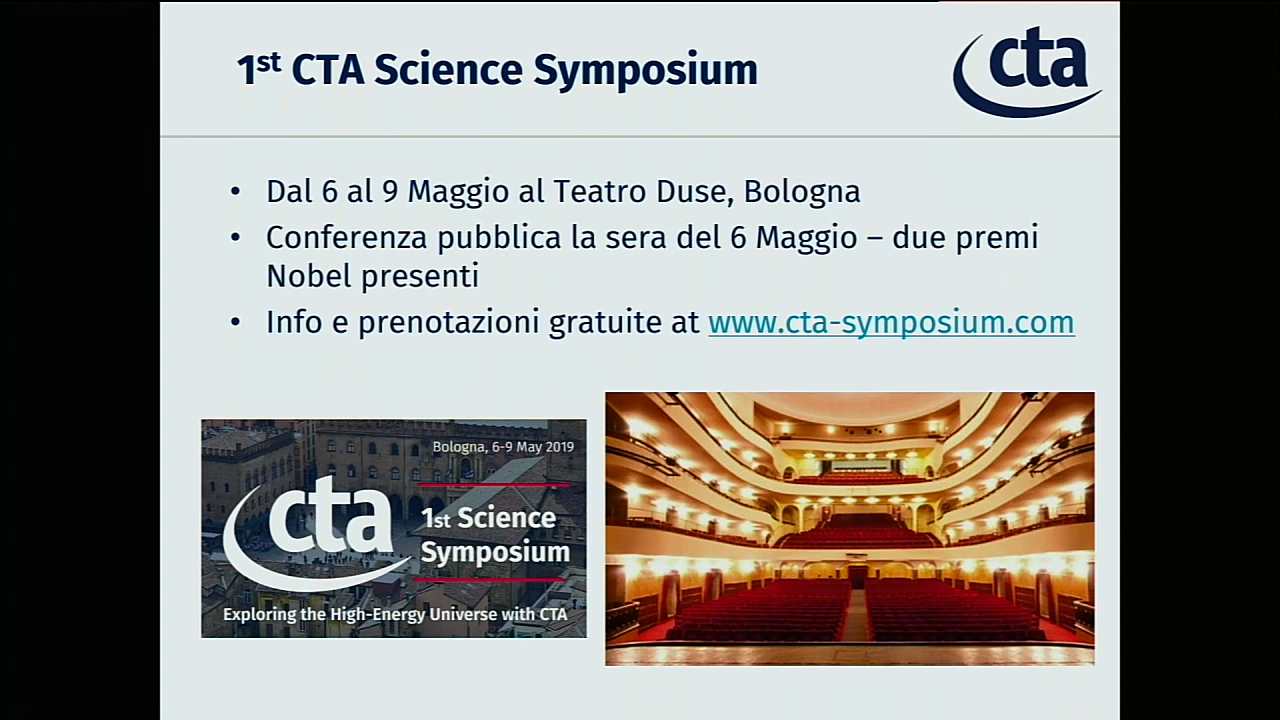 1st CTA Science Symposium
cta
• Dal 6 al 9 Maggio al Teatro Duse, Bologna
• Conferenza pubblica la sera del 6 Maggio – due premi
Nobel presenti
• Info e prenotazioni gratuite at www.cta-symposium.com
Bologna, 6-9 May 2019
cta
1st Science
Symposium
Exploring the High-Energy Universe with CTA